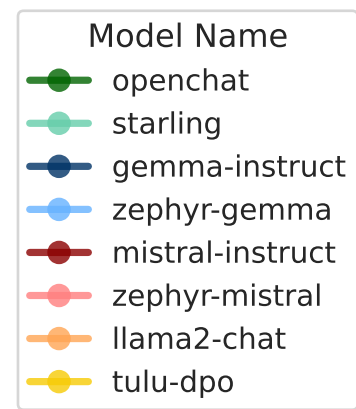 Model Name
openchat
starling
gemma-instruct
zephyr-gemma
mistral-instruct
zephyr-mistral
llama2-chat
tulu-dpo